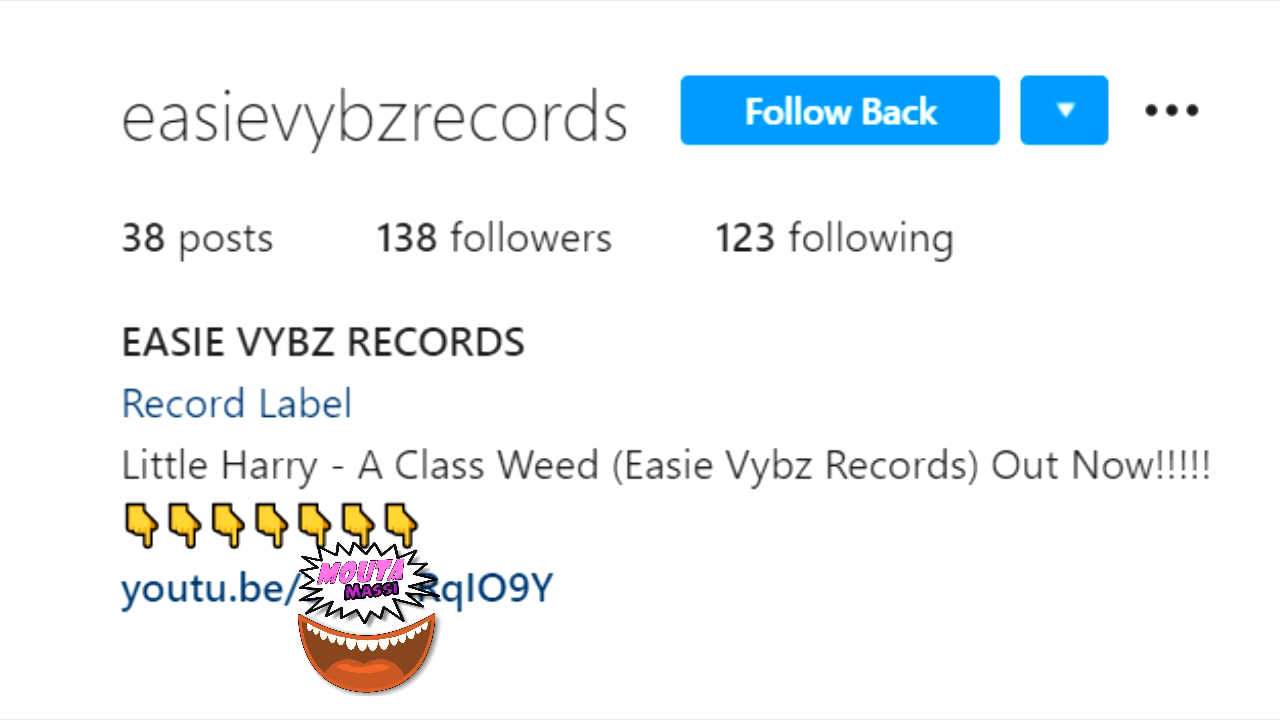 easievybzrecords Follow Back
38 posts 138 followers 123 following
EASIE VYBZ RECORDS
Record Label
Little Harry - A Class Weed (Easie Vybz Records) Out Now!!!!!
👇👇👇👇👇👇👇
MOUTA
MASSI
youtu.be/ RqIO9Y